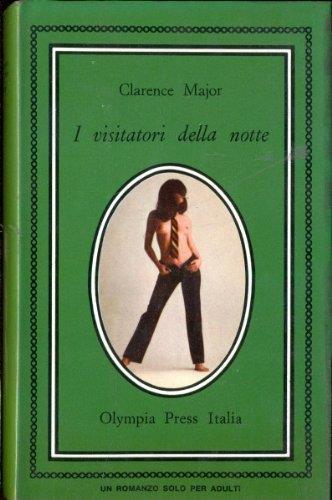 Clarence Major
I visitatori della notte
Olympia Press Italia
UN ROMANZO SOLO PER ADULTI